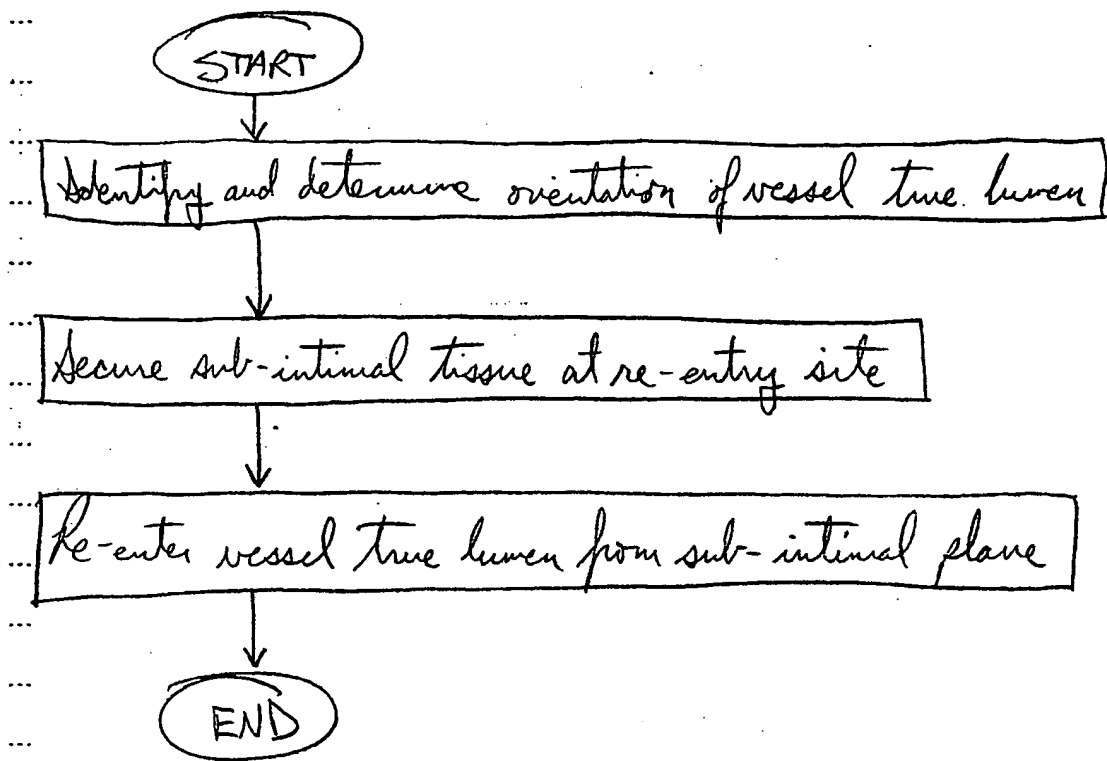 START
Identify and determine orientation of vessel true lumen
Secure sub-intimal tissue at re-entry site
Re-enter vessel true lumen from sub-intimal plane
END